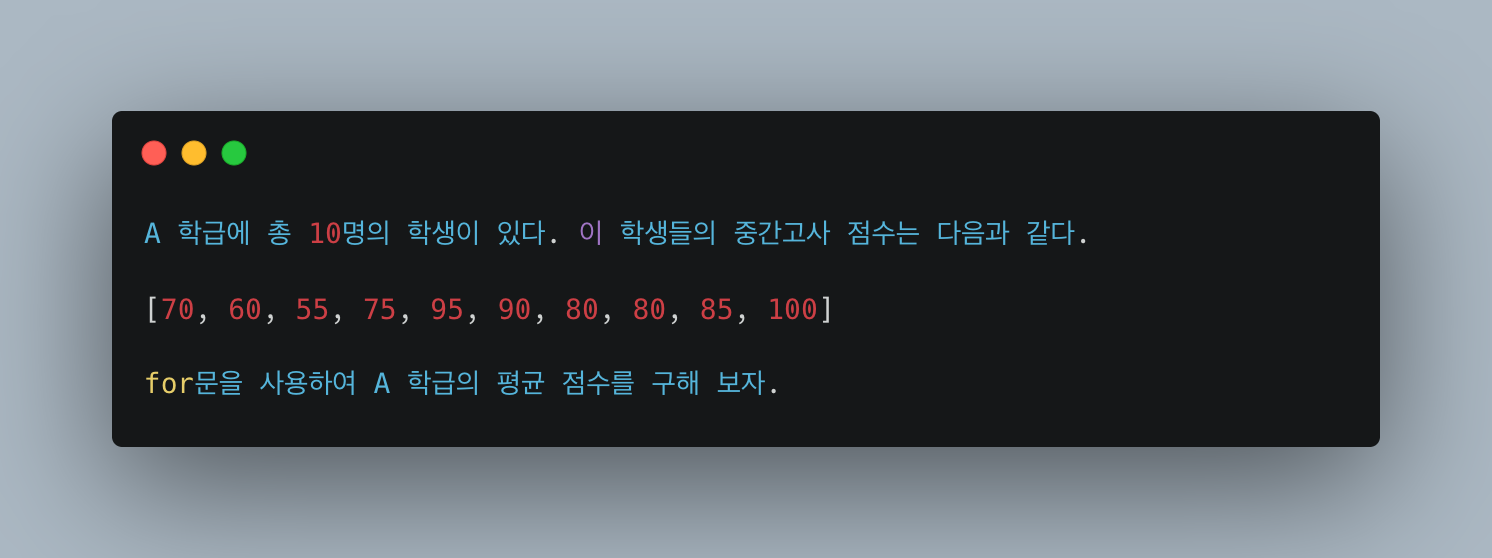 A 학급에 총 10명의 학생이 있다. 이 학생들의 중간고사 점수는 다음과 같다.
[70, 60, 55, 75, 95, 90, 80, 80, 85, 100]
for문을 사용하여 A 학급의 평균 점수를 구해 보자.